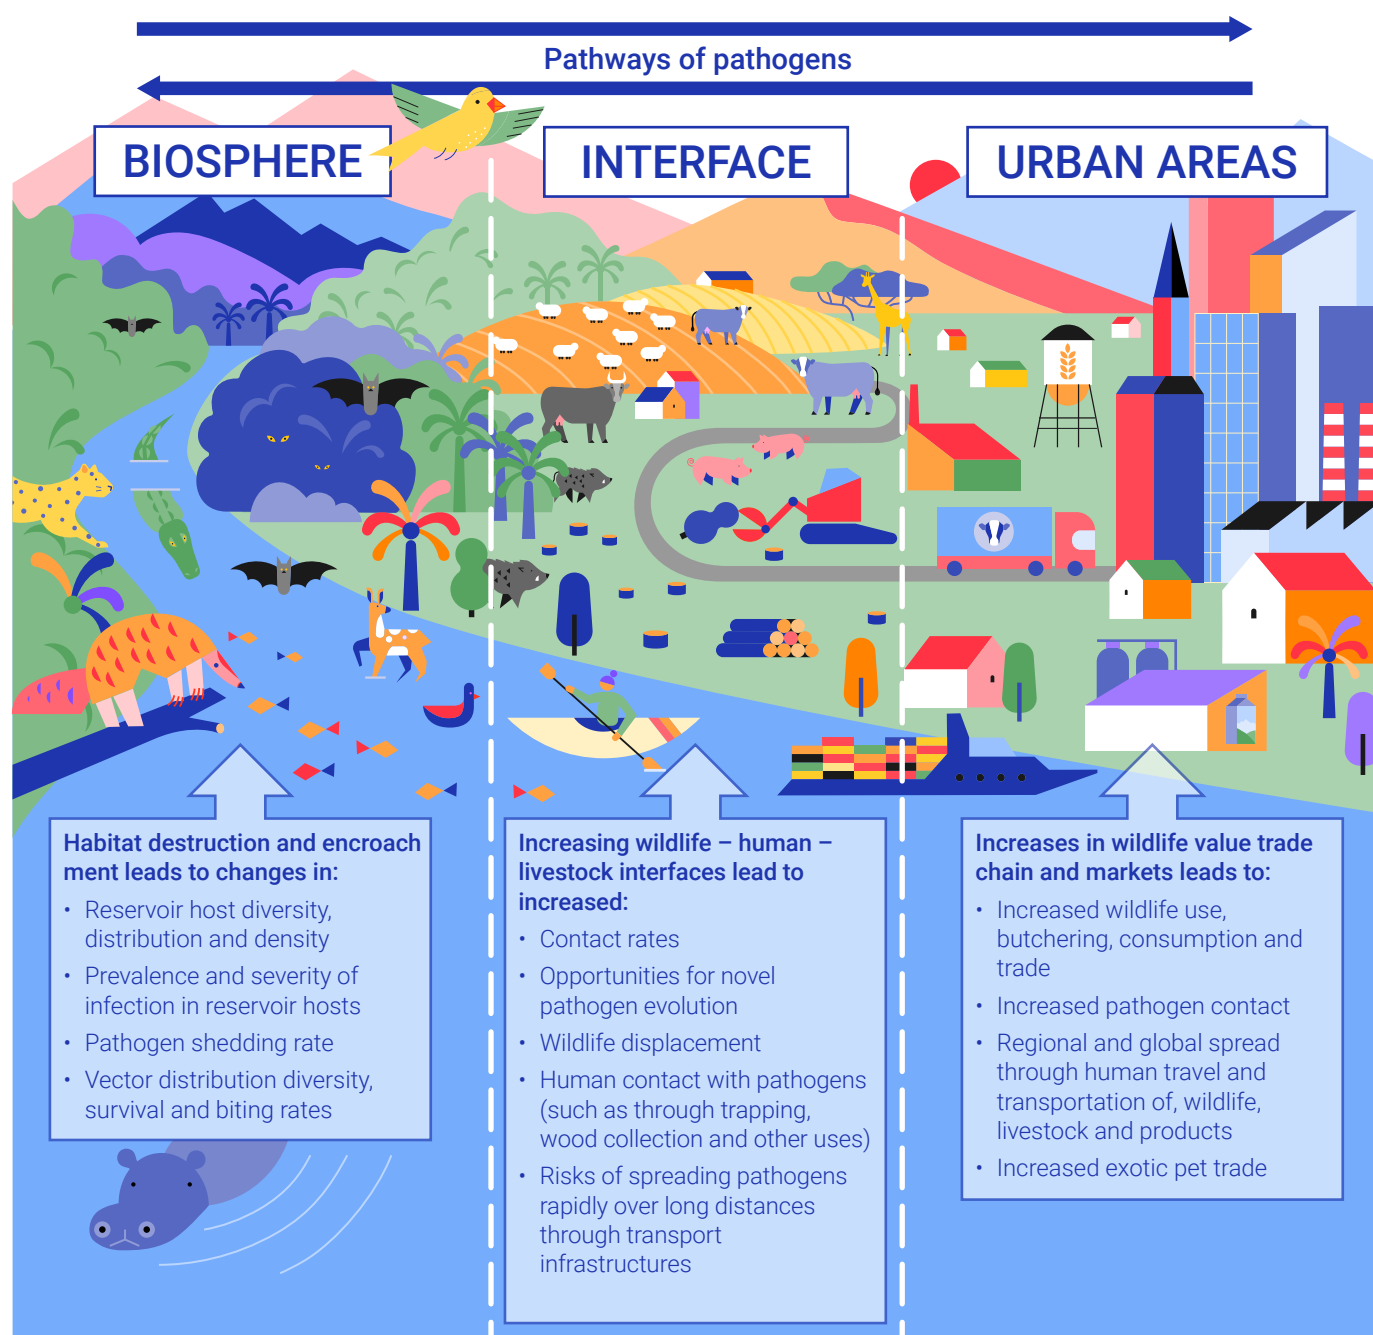 Pathways of pathogens
BIOSPHERE
INTERFACE
URBAN AREAS
Habitat destruction and encroach
ment leads to changes in:
• Reservoir host diversity,
distribution and density
• Prevalence and severity of
infection in reservoir hosts
• Pathogen shedding rate
• Vector distribution diversity,
survival and biting rates
Increasing wildlife – human –
livestock interfaces lead to
increased:
• Contact rates
• Opportunities for novel
pathogen evolution
• Wildlife displacement
• Human contact with pathogens
(such as through trapping,
wood collection and other uses)
• Risks of spreading pathogens
rapidly over long distances
through transport
infrastructures
Increases in wildlife value trade
chain and markets leads to:
• Increased wildlife use,
butchering, consumption and
trade
• Increased pathogen contact
• Regional and global spread
through human travel and
transportation of, wildlife,
livestock and products
• Increased exotic pet trade